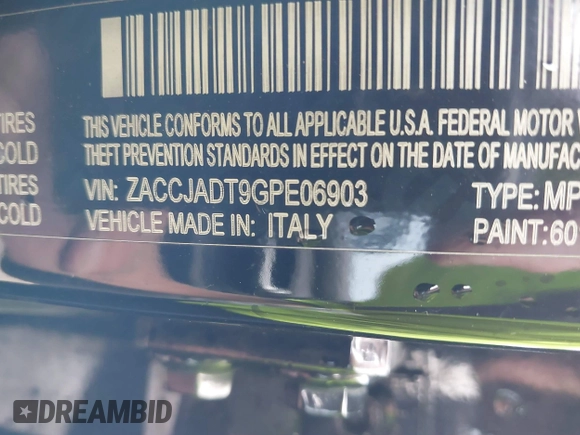 THIS VEHICLE CONFORMS TO ALL APPLICABLE U.S.A. FEDERAL MOTOR V
TIRES
THEFT PREVENTION STANDARDS IN EFFECT ON THE DATE OF MANUFAC
COLD
VIN: ZACCJADT9GPE06903 TYPE: MP
TIRES
VEHICLE MADE IN: ITALY PAINT: 60
COLD
DREAMBID